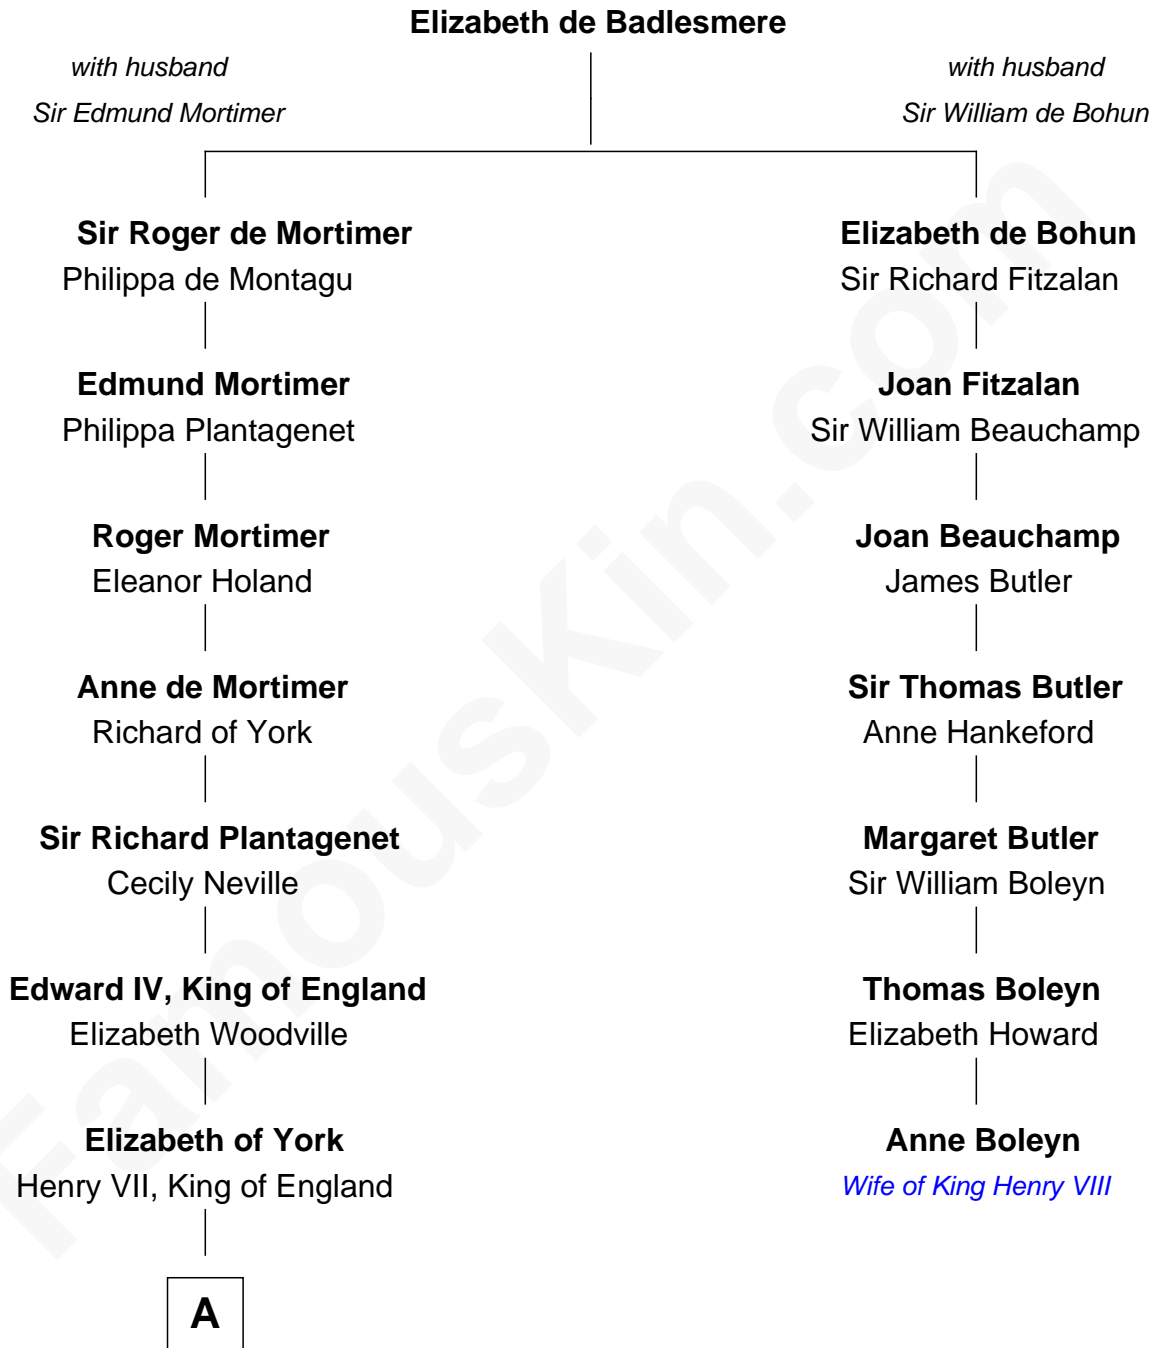 Elizabeth de Badlesmere
with husband
Sir Edmund Mortimer
with husband
Sir William de Bohun
Sir Roger de Mortimer
Philippa de Montagu
Elizabeth de Bohun
Sir Richard Fitzalan
Edmund Mortimer
Philippa Plantagenet
Joan Fitzalan
Sir William Beauchamp
Roger Mortimer
Eleanor Holand
Joan Beauchamp
James Butler
Anne de Mortimer
Richard of York
Sir Thomas Butler
Anne Hankeford
Sir Richard Plantagenet
Cecily Neville
Margaret Butler
Sir William Boleyn
Edward IV, King of England
Elizabeth Woodville
Thomas Boleyn
Elizabeth Howard
Elizabeth of York
Henry VII, King of England
Anne Boleyn
Wife of King Henry VIII
A
FamousKin.com